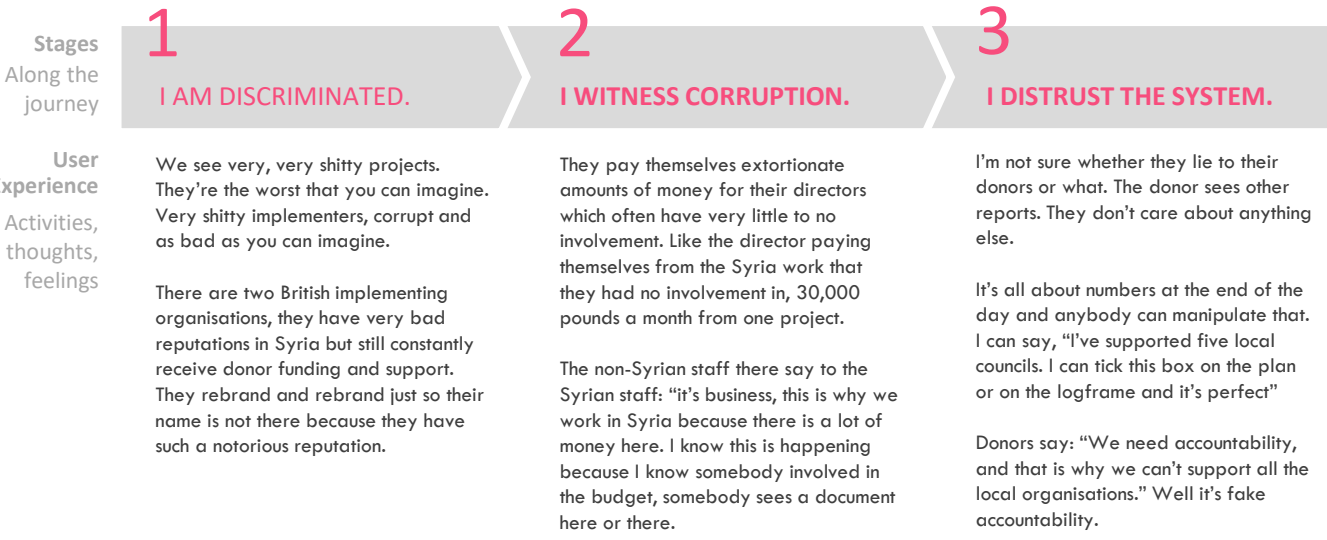 Stages
Along the
journey
1
I AM DISCRIMINATED.
2
I WITNESS CORRUPTION.
3
I DISTRUST THE SYSTEM.
User
Experience
Activities,
thoughts,
feelings
We see very, very shitty projects.
They’re the worst that you can imagine.
Very shitty implementers, corrupt and
as bad as you can imagine.
There are two British implementing
organisations, they have very bad
reputations in Syria but still constantly
receive donor funding and support.
They rebrand and rebrand just so their
name is not there because they have
such a notorious reputation.
They pay themselves extortionate
amounts of money for their directors
which often have very little to no
involvement. Like the director paying
themselves from the Syria work that
they had no involvement in, 30,000
pounds a month from one project.
The non-Syrian staff there say to the
Syrian staff: “it’s business, this is why we
work in Syria because there is a lot of
money here. I know this is happening
because I know somebody involved in
the budget, somebody sees a document
here or there.
I’m not sure whether they lie to their
donors or what. The donor sees other
reports. They don’t care about anything
else.
It’s all about numbers at the end of the
day and anybody can manipulate that.
I can say, “I’ve supported five local
councils. I can tick this box on the plan
or on the logframe and it’s perfect”
Donors say: “We need accountability,
and that is why we can’t support all the
local organisations.” Well it’s fake
accountability.